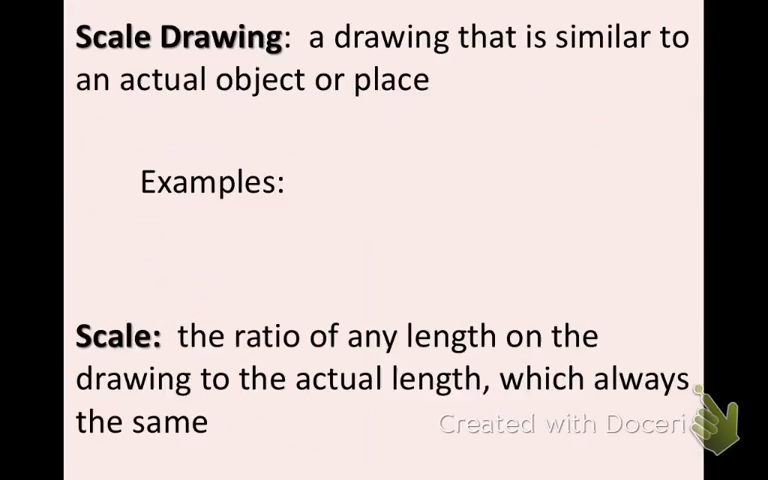 Scale Drawing:  a drawing that is similar to
an actual object or place
Examples:
Scale:  the ratio of any length on the
drawing to the actual length, which always
the same
Created with Doceri